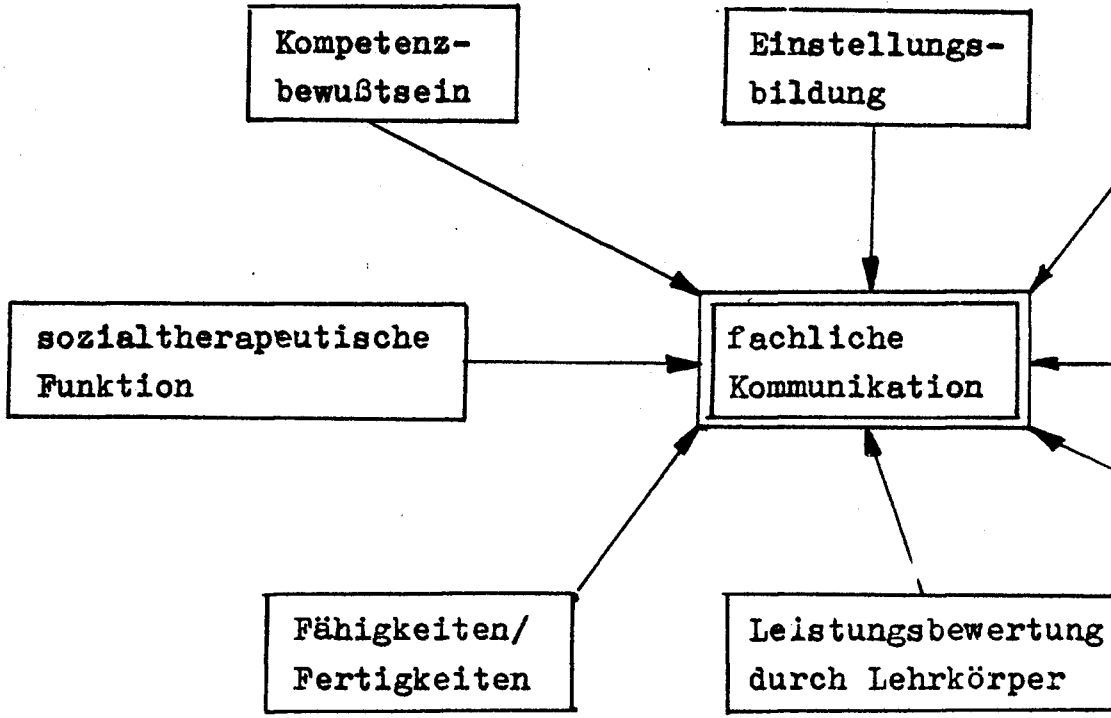 Kompetenz-
bewußtsein
Einstellungs-
bildung
sozialtherapeutische
Funktion
fachliche
Kommunikation
Fähigkeiten/
Fertigkeiten
Leistungsbewertung
durch Lehrkörper